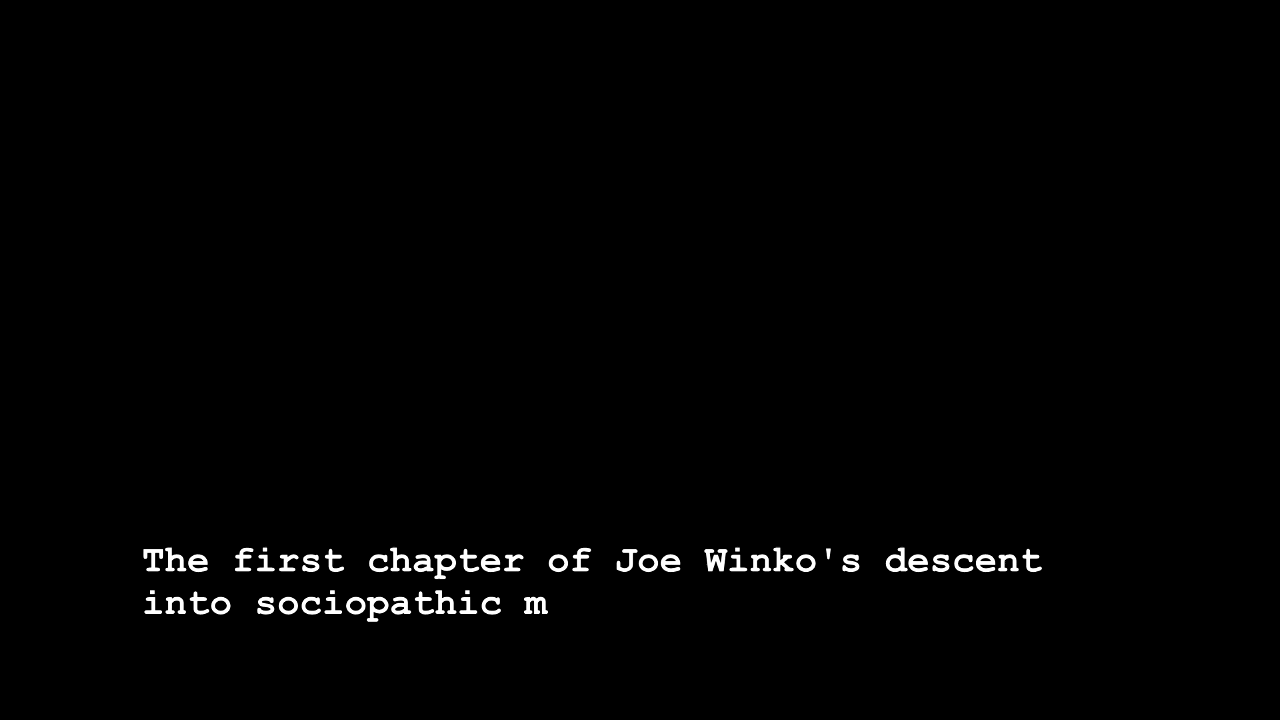 The first chapter of Joe Winko's descent
into sociopathic m